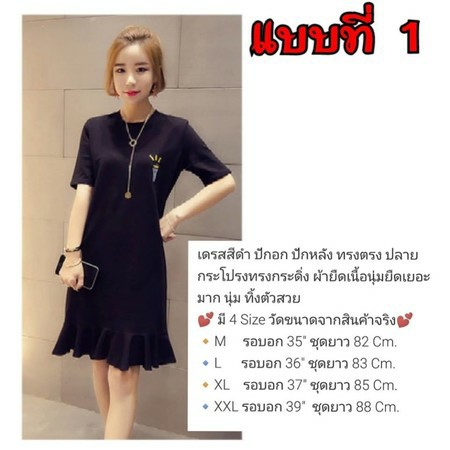 แบบที่ 1
เดรสสีดำ ปักอก ปักหลัง ทรงตรง ปลาย
กระโปรงทรงกระดิ่ง ผ้ายืดเนื้อนุ่มยืดเยอะ
มาก นุ่ม ทิ้งตัวสวย
💕 มี 4 Size วัดขนาดจากสินค้าจริง💕
🔸M รอบอก 35" ชุดยาว 82 Cm.
🔹L รอบอก 36" ชุดยาว 83 Cm.
🔸XL รอบอก 37" ชุดยาว 85 Cm.
🔹XXL รอบอก 39" ชุดยาว 88 Cm.